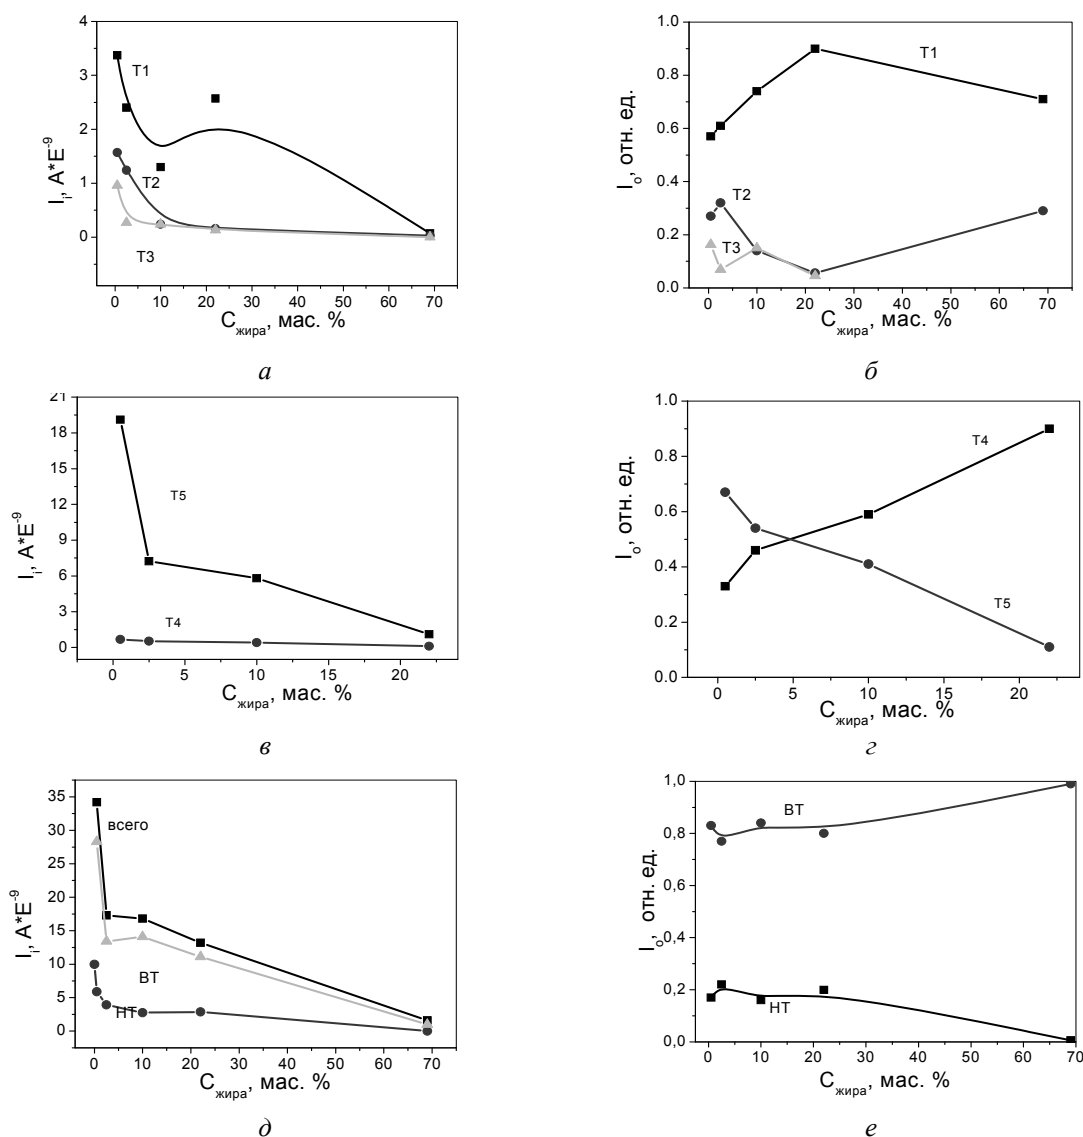 4
3
2
1
0
I_i, A*E^-9
T1
T2
T3
0 10 20 30 40 50 60 70
C_жира, мас. %
а
1.0
0.8
0.6
0.4
0.2
0.0
I_o, отн. ед.
T1
T2
T3
0 10 20 30 40 50 60 70
C_жира, мас. %
б
21
18
15
12
9
6
3
0
I_i, A*E^-9
T5
T4
0 5 10 15 20
C_жира, мас. %
в
1.0
0.8
0.6
0.4
0.2
0.0
I_o, отн. ед.
T4
T5
0 5 10 15 20
C_жира, мас. %
г
35
30
25
20
15
10
5
0
I_i, A*E^-9
всего
ВТ
НТ
0 10 20 30 40 50 60 70
C_жира, мас. %
д
1,0
0,8
0,6
0,4
0,2
0,0
I_o, отн. ед.
ВТ
НТ
0 10 20 30 40 50 60 70
C_жира, мас. %
е